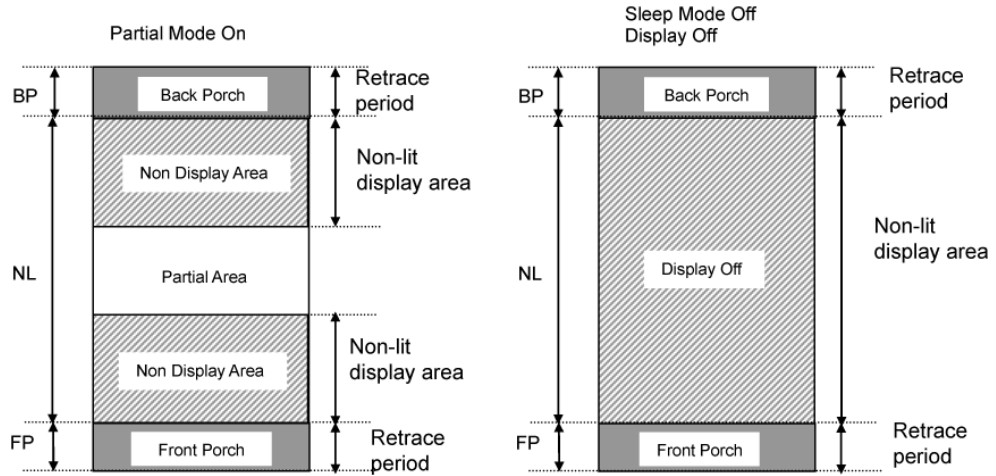 Partial Mode On
BP
Back Porch
Retrace
period
Non Display Area
Non-lit
display area
NL
Partial Area
Non Display Area
Non-lit
display area
FP
Front Porch
Retrace
period
Sleep Mode Off
Display Off
BP
Back Porch
Retrace
period
NL
Display Off
Non-lit
display area
FP
Front Porch
Retrace
period